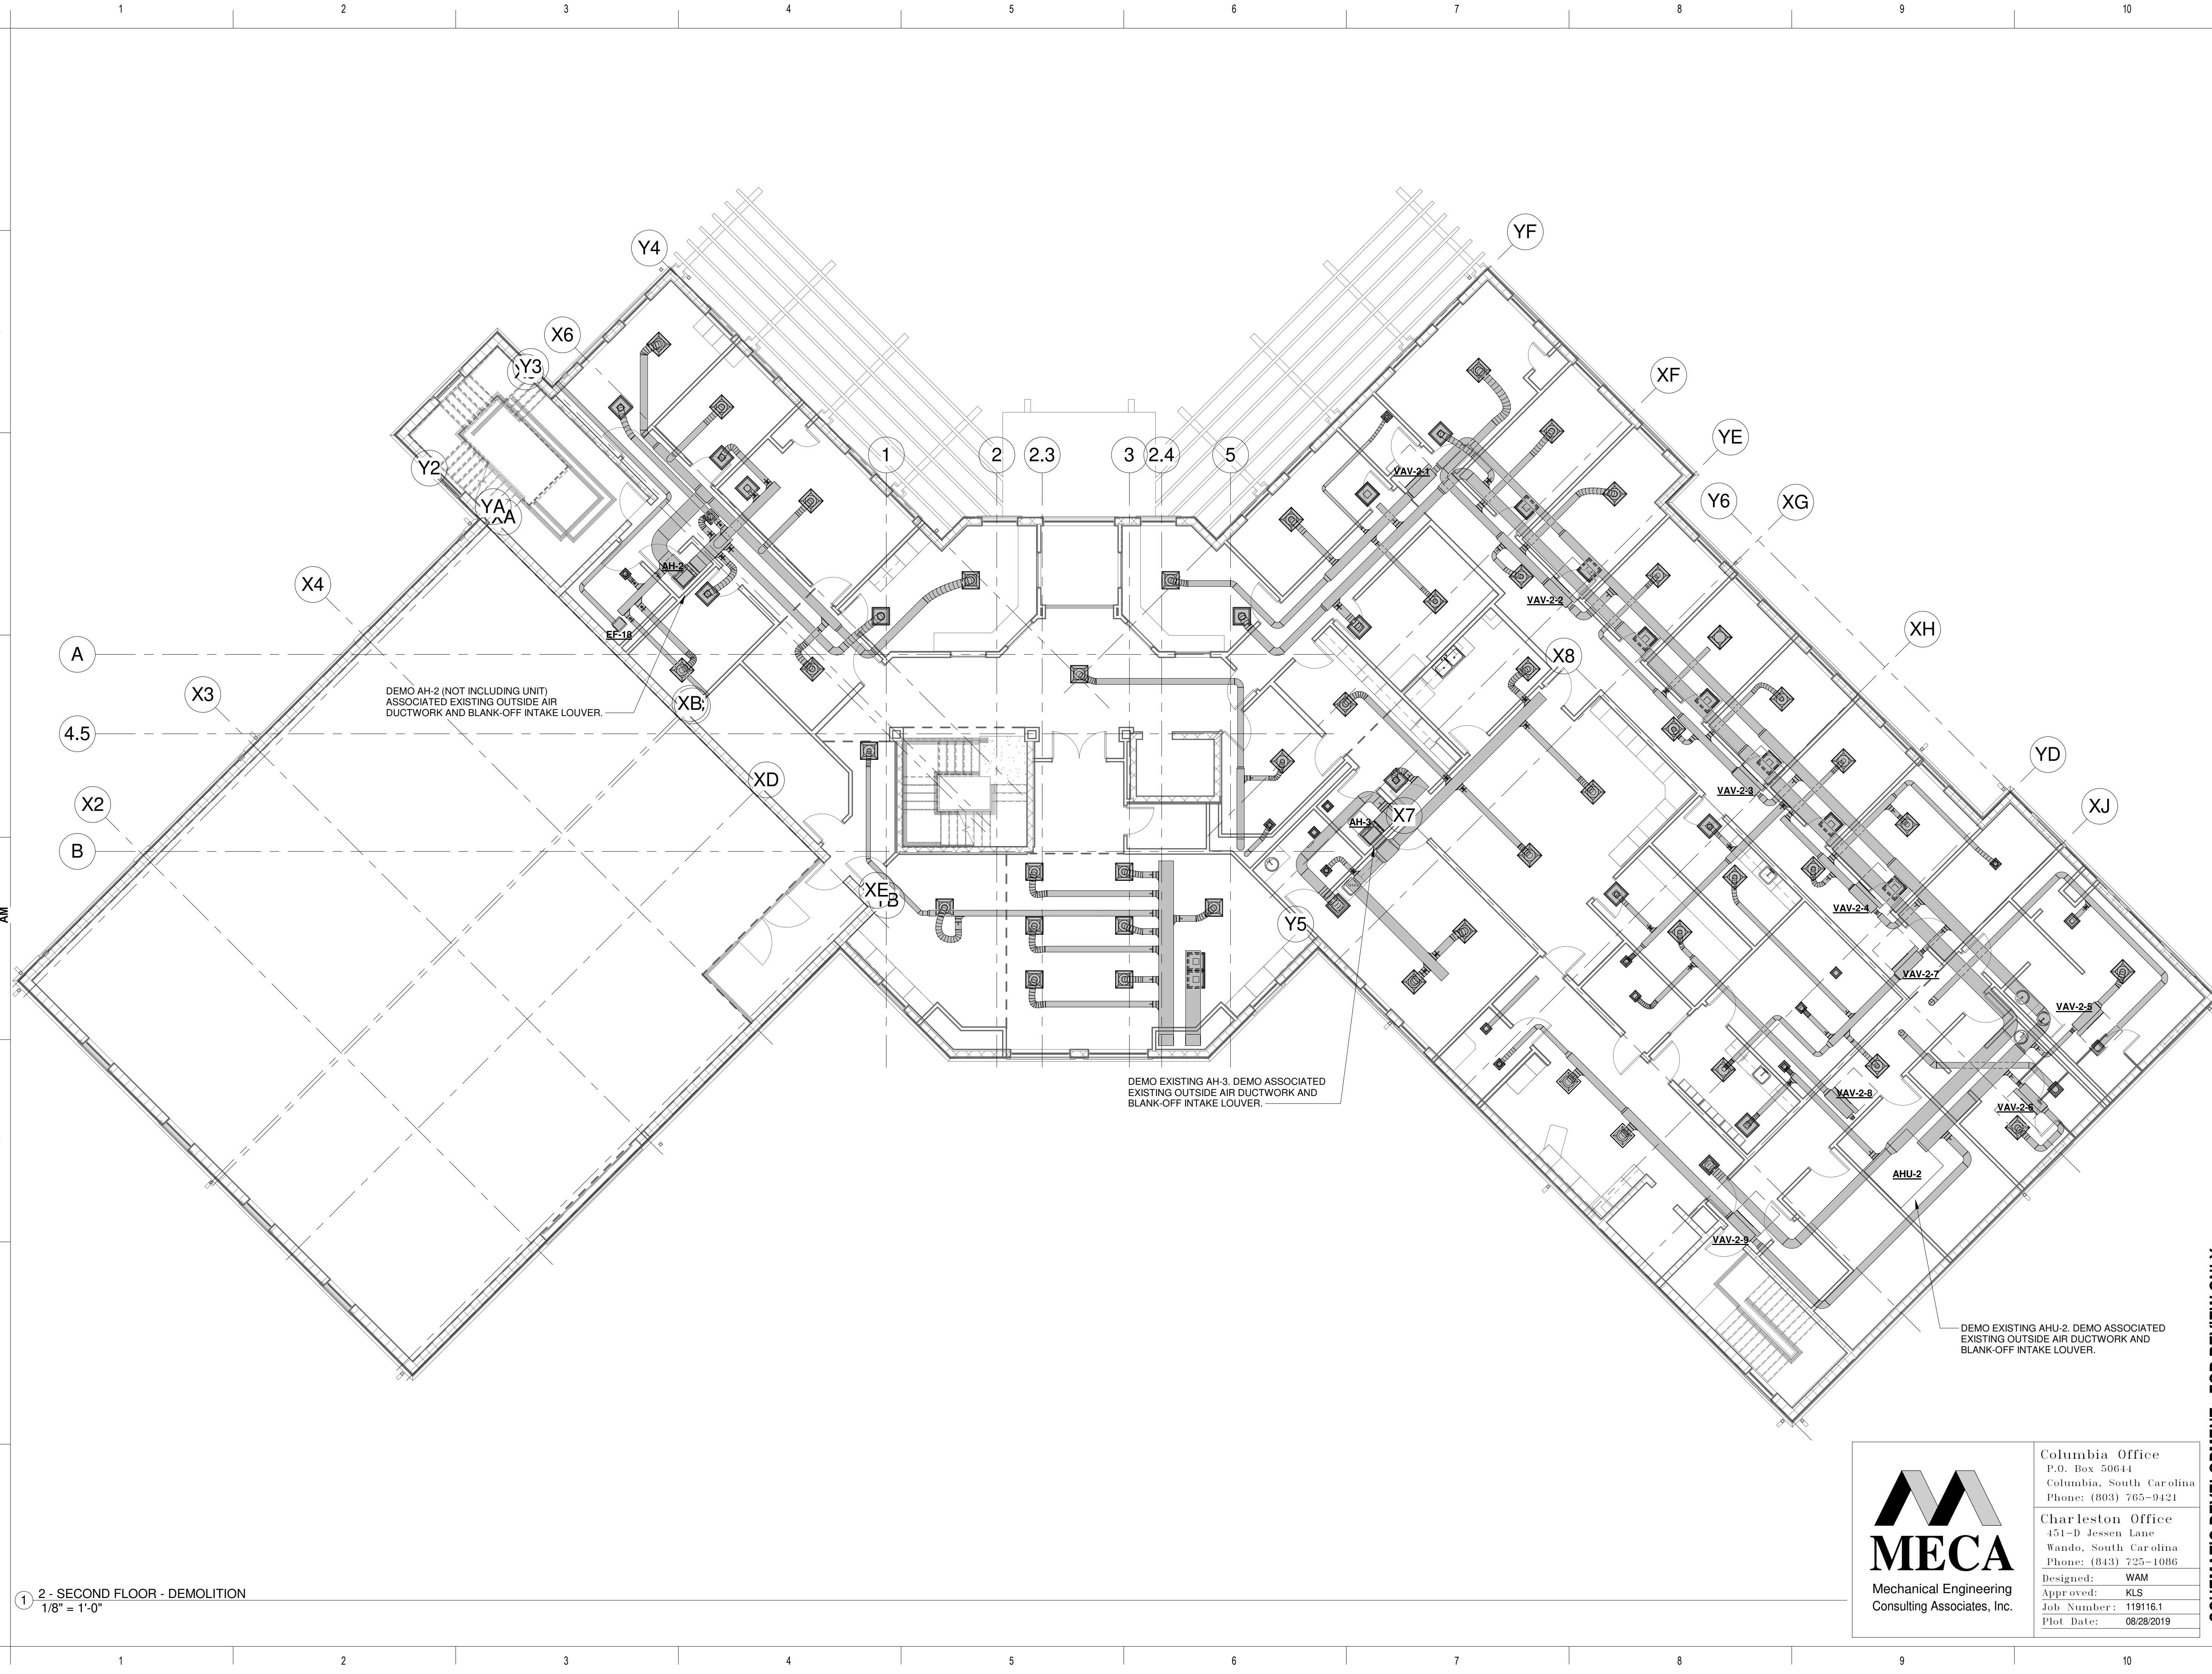 1 2 3 4 5 6 7 8 9 10
YF
Y4
X6
Y3
XF
YE
1 2 2.3 3 2.4 5
Y2
VAV-2-1
YA
XA
Y6
XG
AH-2
X4
VAV-2-2
EF-18
XH
A
X8
DEMO AH-2 (NOT INCLUDING UNIT)
ASSOCIATED EXISTING OUTSIDE AIR
DUCTWORK AND BLANK-OFF INTAKE LOUVER.
X3
XB
4.5
YD
XD
VAV-2-3
X2
XJ
AH-3
X7
B
XE
YB
VAV-2-4
AM
Y5
VAV-2-7
VAV-2-5
DEMO EXISTING AH-3. DEMO ASSOCIATED
EXISTING OUTSIDE AIR DUCTWORK AND
BLANK-OFF INTAKE LOUVER.
VAV-2-8
VAV-2-6
AHU-2
VAV-2-9
DEMO EXISTING AHU-2. DEMO ASSOCIATED
EXISTING OUTSIDE AIR DUCTWORK AND
BLANK-OFF INTAKE LOUVER.
MECA
Mechanical Engineering
Consulting Associates, Inc.
Columbia Office
P.O. Box 50644
Columbia, South Carolina
Phone: (803) 765-9421
Charleston Office
451-D Jessen Lane
Wando, South Carolina
Phone: (843) 725-1086
Designed: WAM
Approved: KLS
Job Number: 119116.1
Plot Date: 08/28/2019
1 2 - SECOND FLOOR - DEMOLITION
1/8" = 1'-0"
1 2 3 4 5 6 7 8 9 10